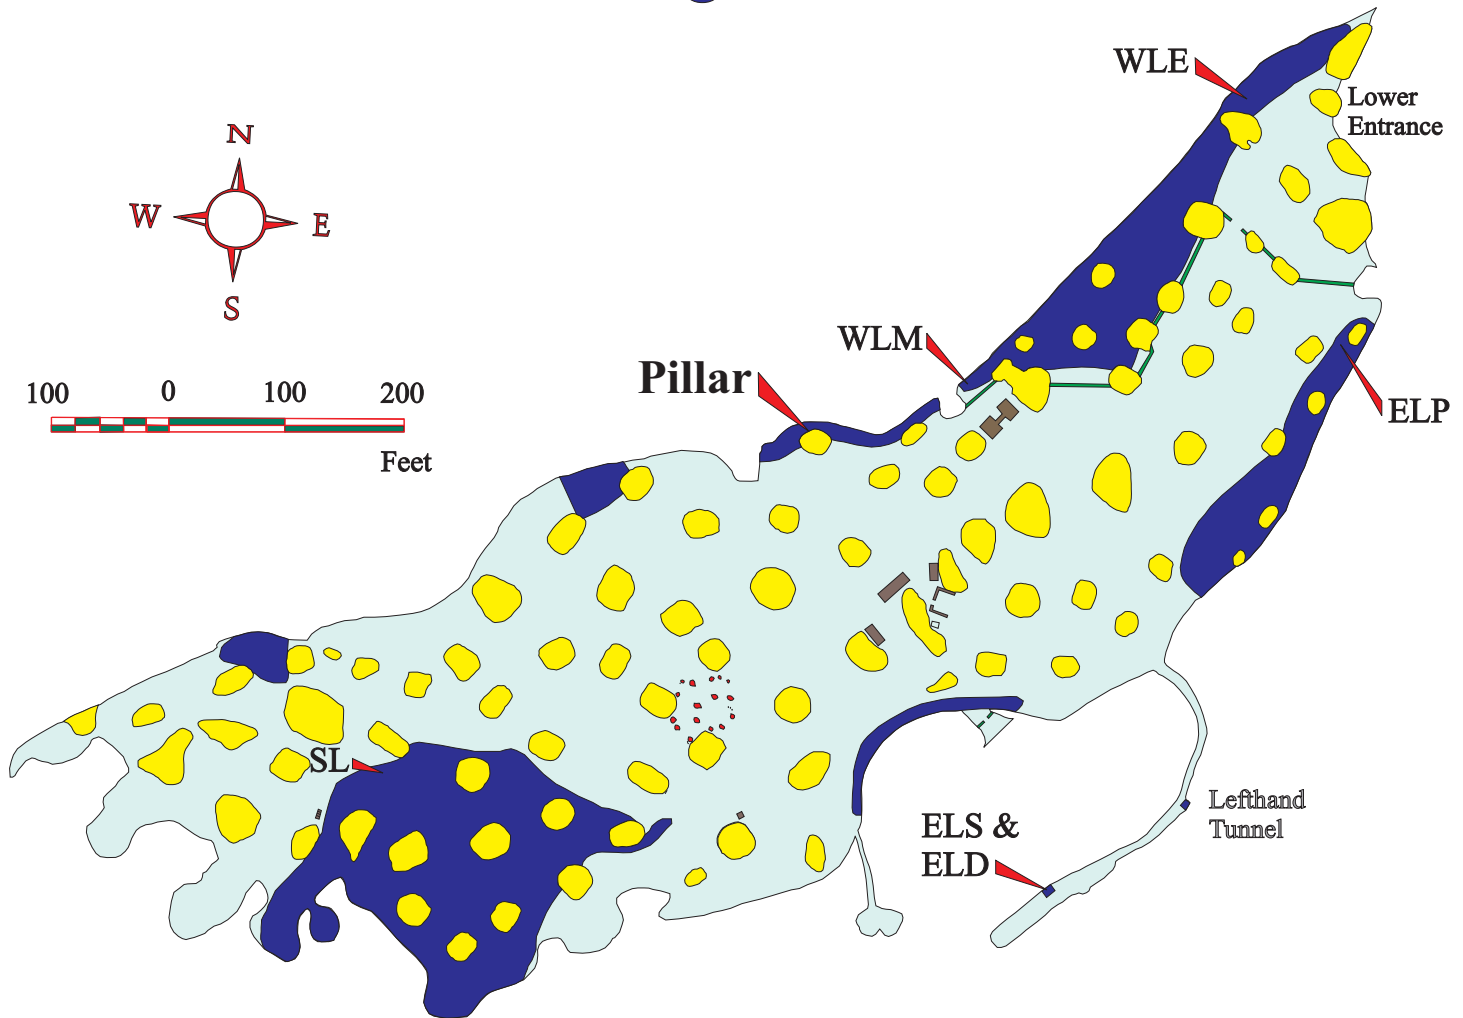 WLE
Lower
Entrance
N
W
E
S
WLM
Pillar
100 0 100 200
Feet
ELP
SL
Lefthand
Tunnel
ELS &
ELD